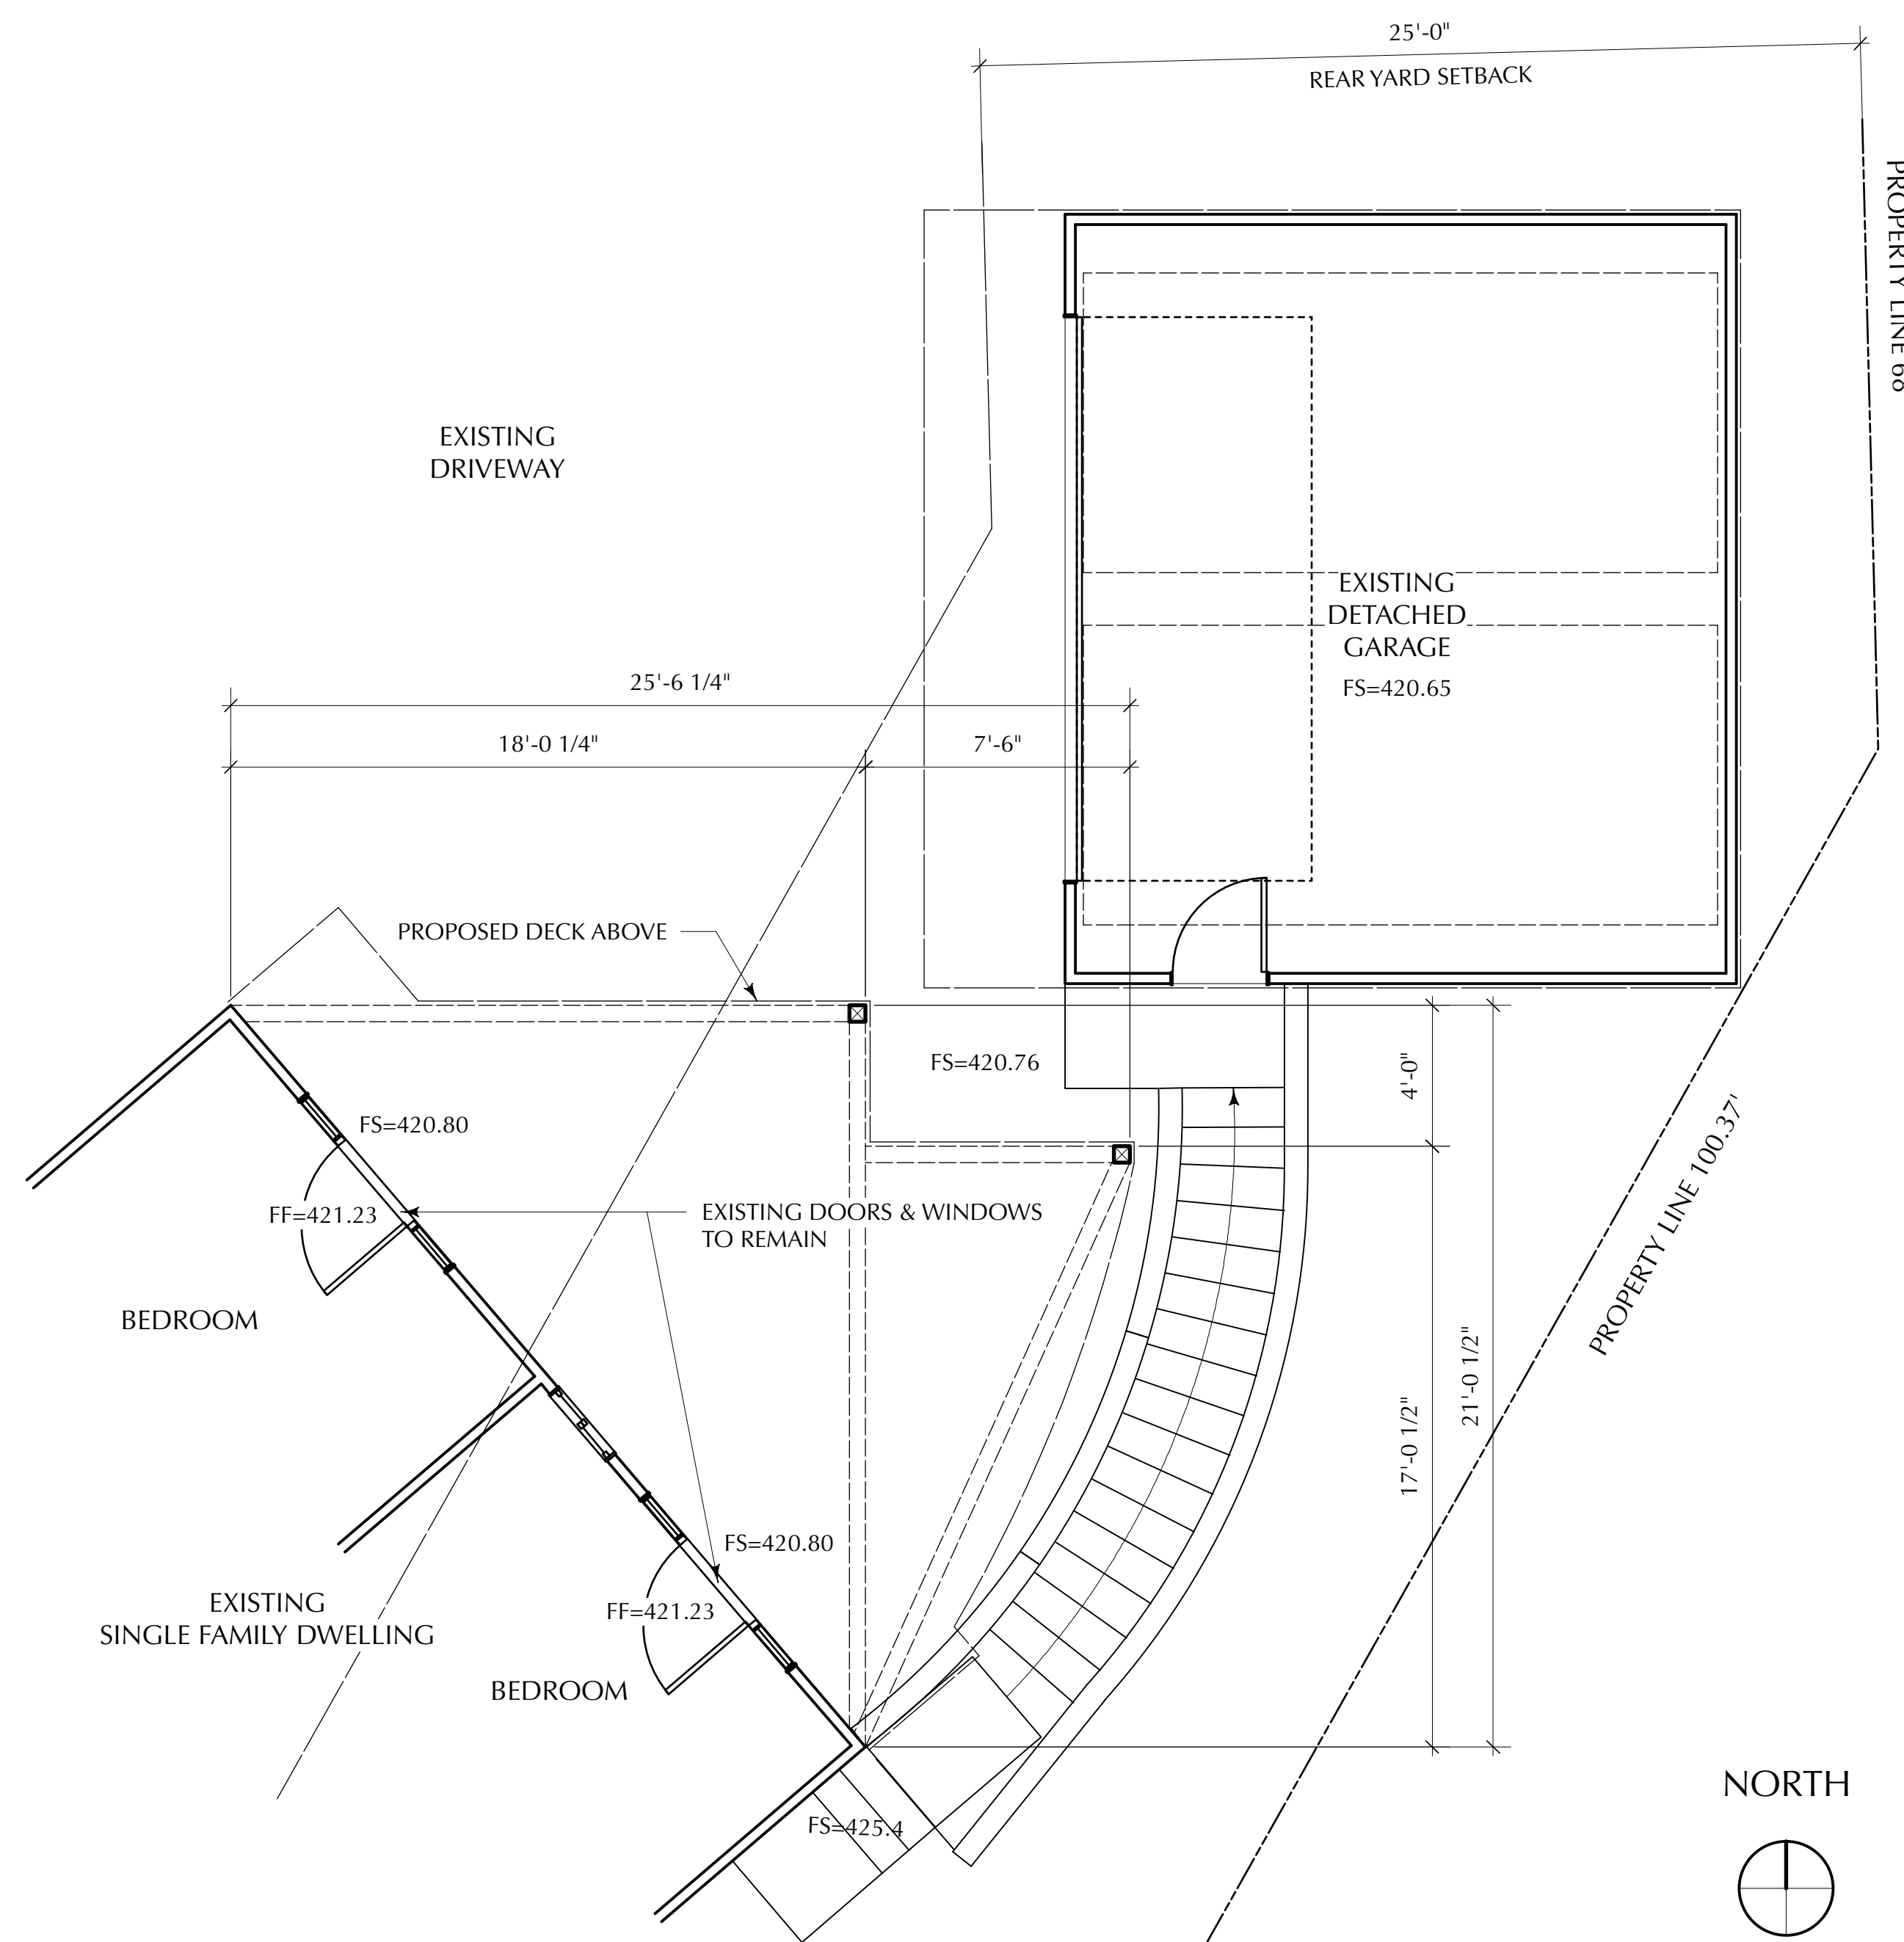 25'-0"
REAR YARD SETBACK
PROPERTY LINE 68
EXISTING
DRIVEWAY
EXISTING
DETACHED
GARAGE
FS=420.65
25'-6 1/4"
18'-0 1/4"
7'-6"
PROPOSED DECK ABOVE
FS=420.76
4'-0"
FS=420.80
PROPERTY LINE 100.37'
FF=421.23
EXISTING DOORS & WINDOWS
TO REMAIN
BEDROOM
21'-0 1/2"
17'-0 1/2"
FS=420.80
EXISTING
SINGLE FAMILY DWELLING
FF=421.23
BEDROOM
FS=425.4
NORTH